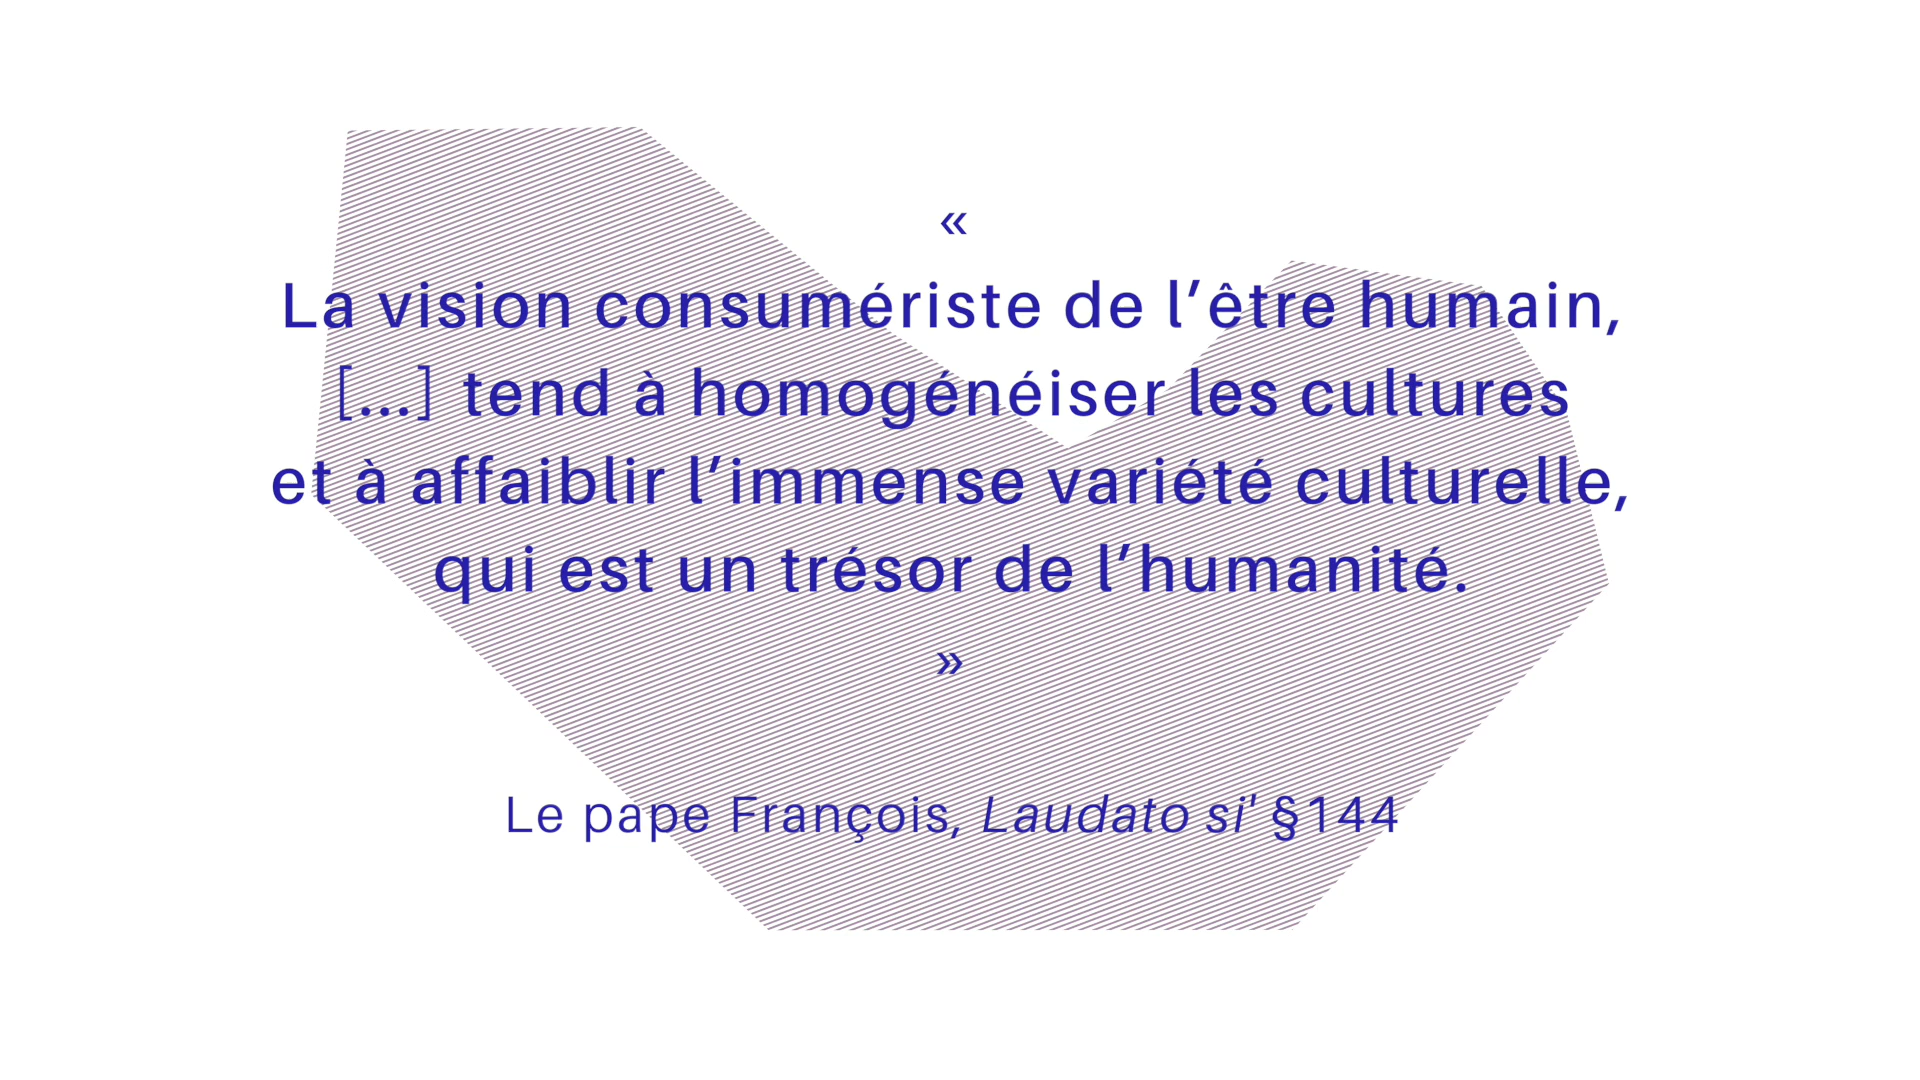 «
La vision consumériste de l’être humain,
[...] tend à homogénéiser les cultures
et à affaiblir l’immense variété culturelle,
qui est un trésor de l’humanité.
»
Le pape François, Laudato si' §144